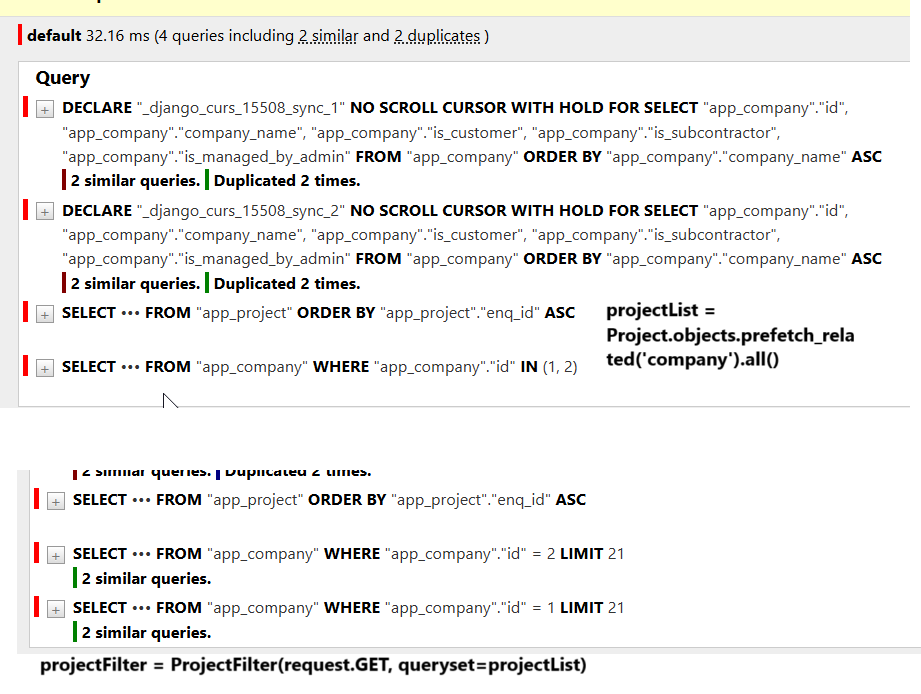 default 32.16 ms (4 queries including 2 similar and 2 duplicates )
Query
+ DECLARE "_django_curs_15508_sync_1" NO SCROLL CURSOR WITH HOLD FOR SELECT "app_company"."id",
"app_company"."company_name", "app_company"."is_customer", "app_company"."is_subcontractor",
"app_company"."is_managed_by_admin" FROM "app_company" ORDER BY "app_company"."company_name" ASC
2 similar queries. Duplicated 2 times.
+ DECLARE "_django_curs_15508_sync_2" NO SCROLL CURSOR WITH HOLD FOR SELECT "app_company"."id",
"app_company"."company_name", "app_company"."is_customer", "app_company"."is_subcontractor",
"app_company"."is_managed_by_admin" FROM "app_company" ORDER BY "app_company"."company_name" ASC
2 similar queries. Duplicated 2 times.
+ SELECT ••• FROM "app_project" ORDER BY "app_project"."enq_id" ASC
+ SELECT ••• FROM "app_company" WHERE "app_company"."id" IN (1, 2)
projectList =
Project.objects.prefetch_rela
ted('company').all()
2 similar queries. Duplicated 2 times.
+ SELECT ••• FROM "app_project" ORDER BY "app_project"."enq_id" ASC
+ SELECT ••• FROM "app_company" WHERE "app_company"."id" = 2 LIMIT 21
2 similar queries.
+ SELECT ••• FROM "app_company" WHERE "app_company"."id" = 1 LIMIT 21
2 similar queries.
projectFilter = ProjectFilter(request.GET, queryset=projectList)